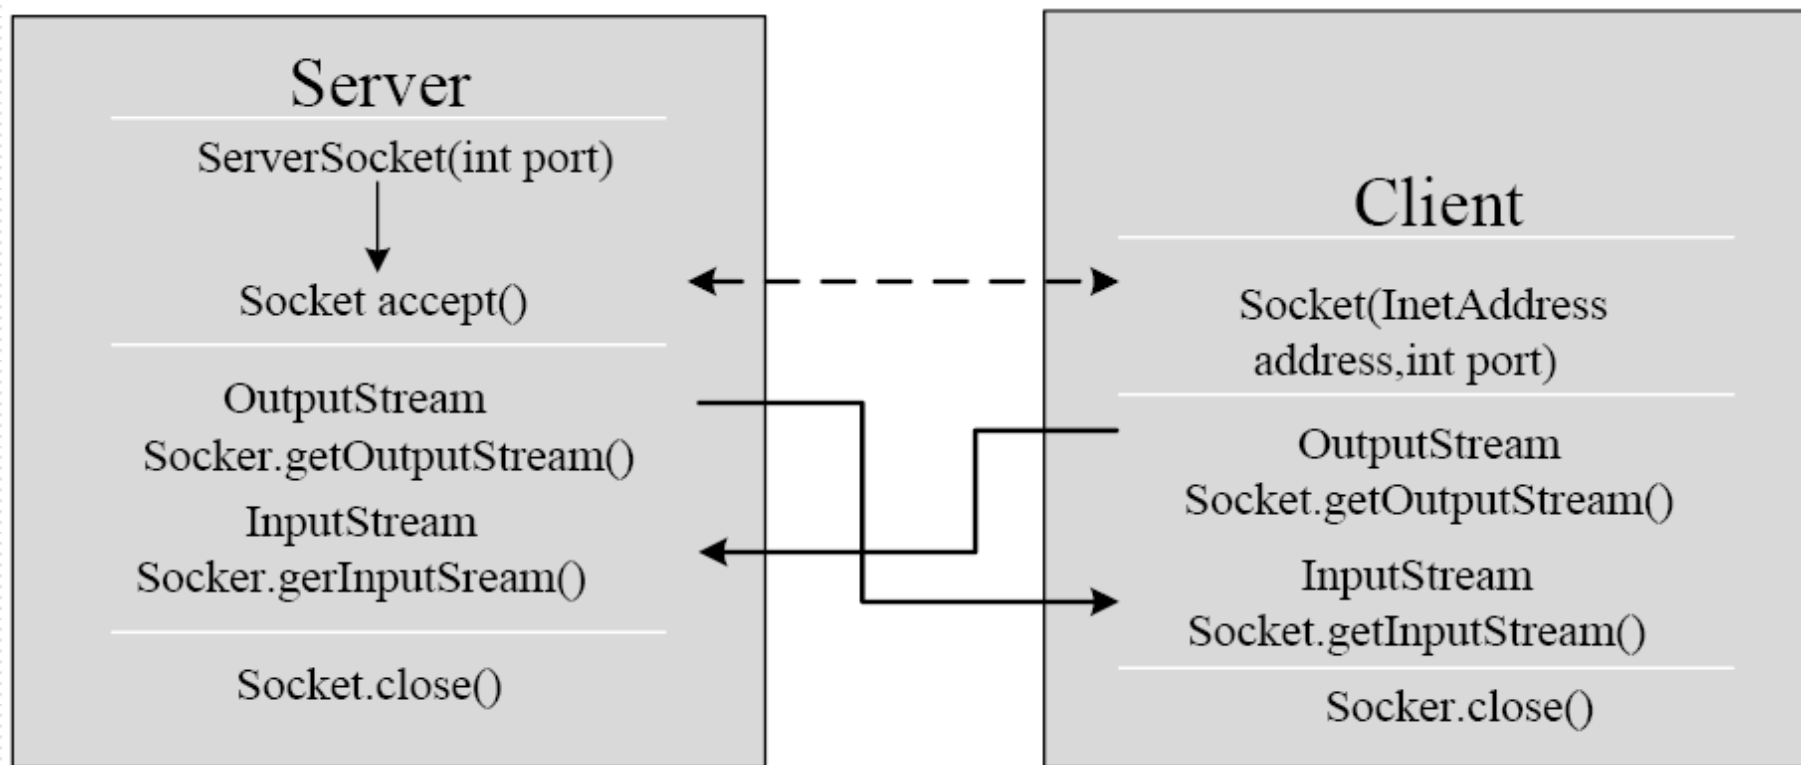 Server
ServerSocket(int port)
Socket accept()
OutputStream
Socker.getOutputStream()
InputStream
Socker.gerInputSream()
Socket.close()
Client
Socket(InetAddress
address,int port)
OutputStream
Socket.getOutputStream()
InputStream
Socket.getInputStream()
Socker.close()